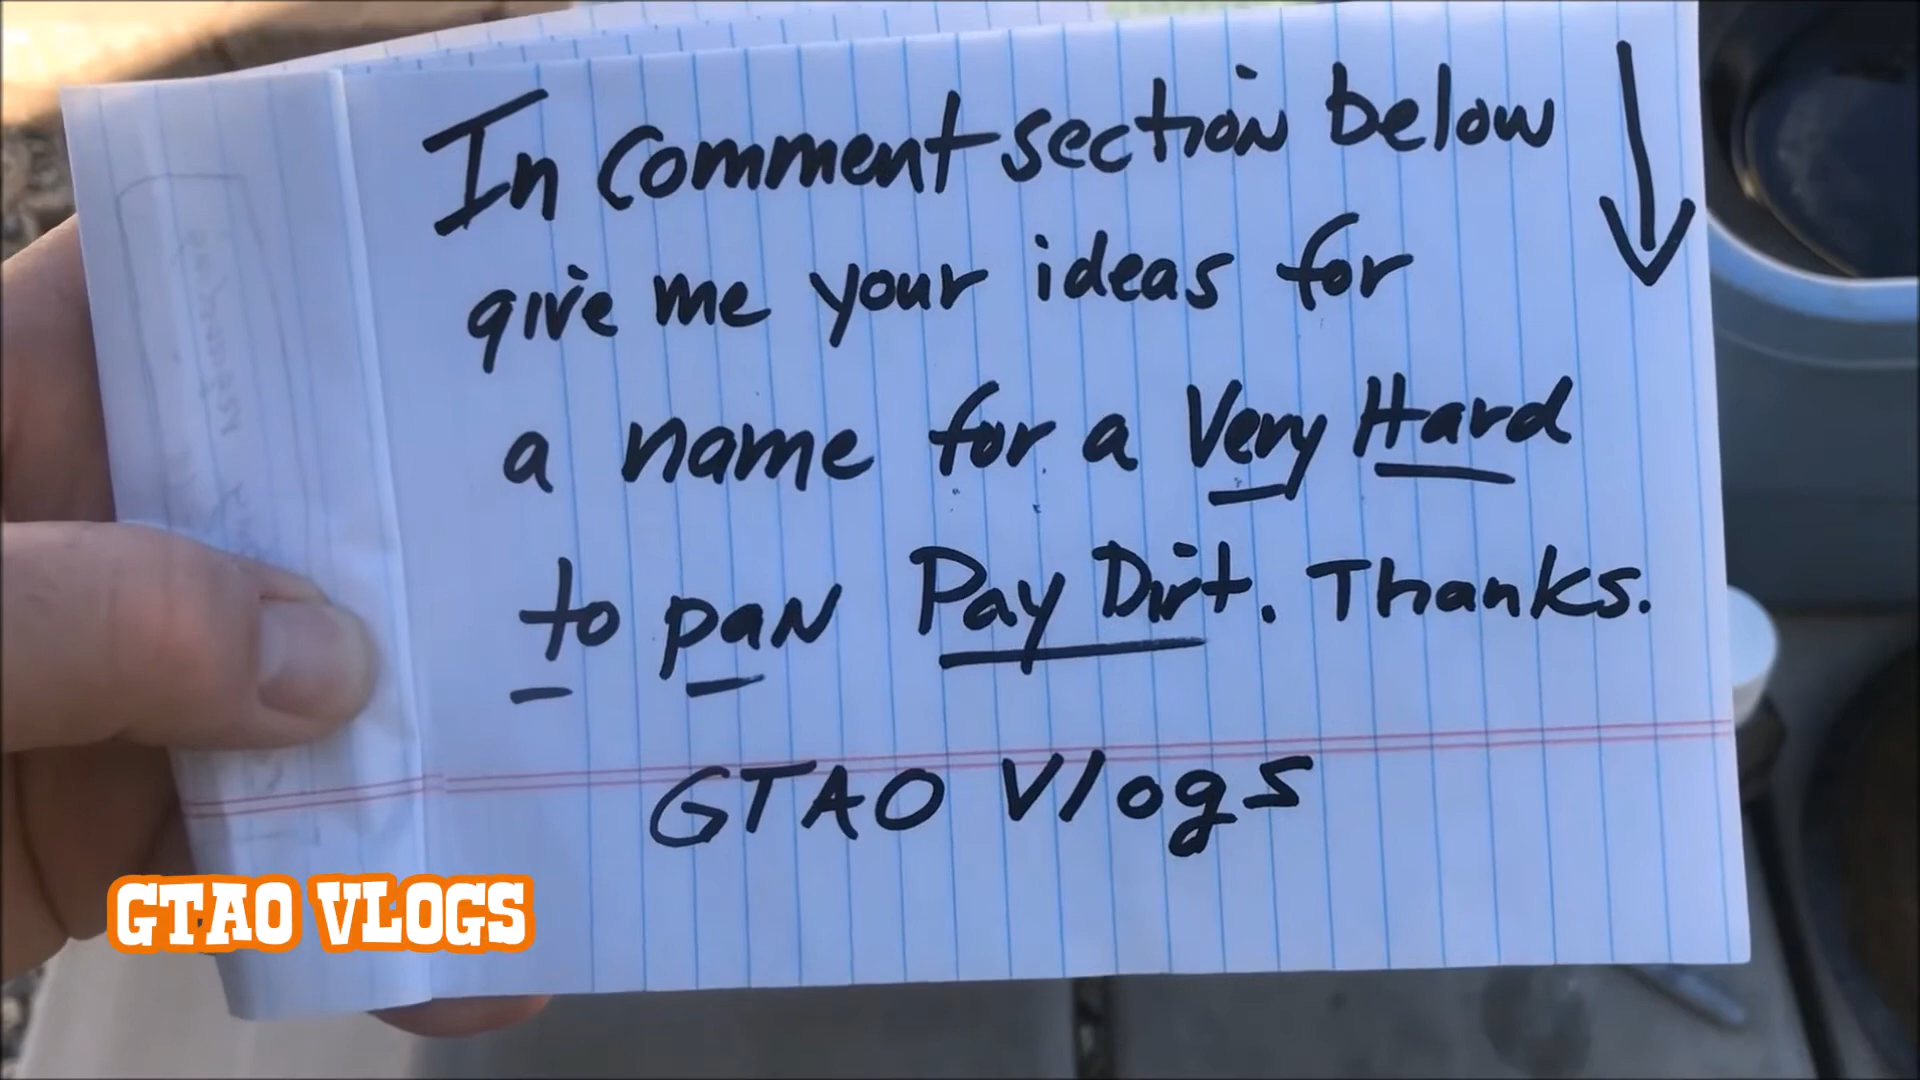 In Comment section below
give me your ideas for
a name for a Very Hard
to pan Pay Dirt. Thanks.
GTAO Vlogs
GTAO VLOGS